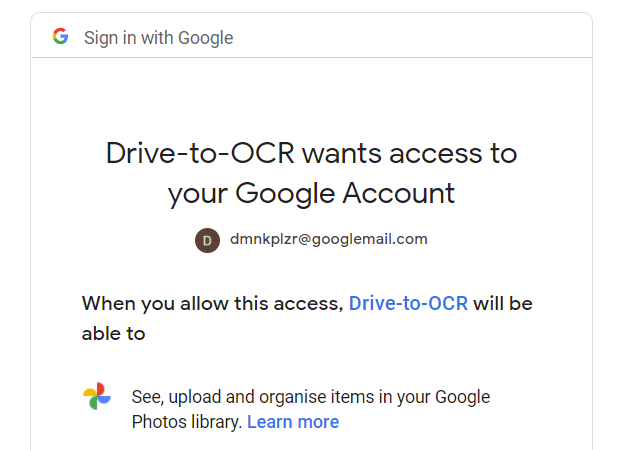 Sign in with Google
Drive-to-OCR wants access to
your Google Account
D dmnkplzr@googlemail.com
When you allow this access, Drive-to-OCR will be
able to
See, upload and organise items in your Google
Photos library. Learn more